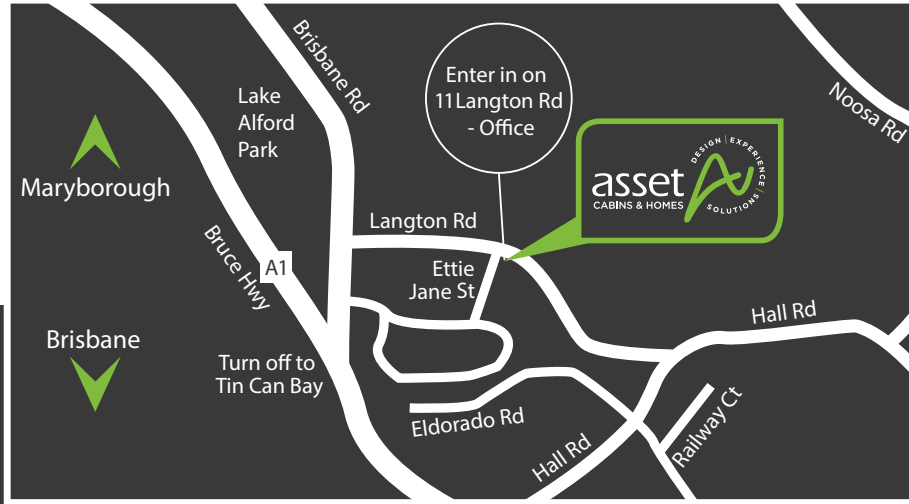 Brisbane Rd
Lake
Alford
Park
Enter in on
11 Langton Rd
- Office
Noosa Rd
Maryborough
asset
CABINS & HOMES
DESIGN | EXPERIENCE | SOLUTIONS |
Langton Rd
Bruce Hwy
A1
Ettie
Jane St
Hall Rd
Brisbane
Turn off to
Tin Can Bay
Eldorado Rd
Hall Rd
Railway Ct